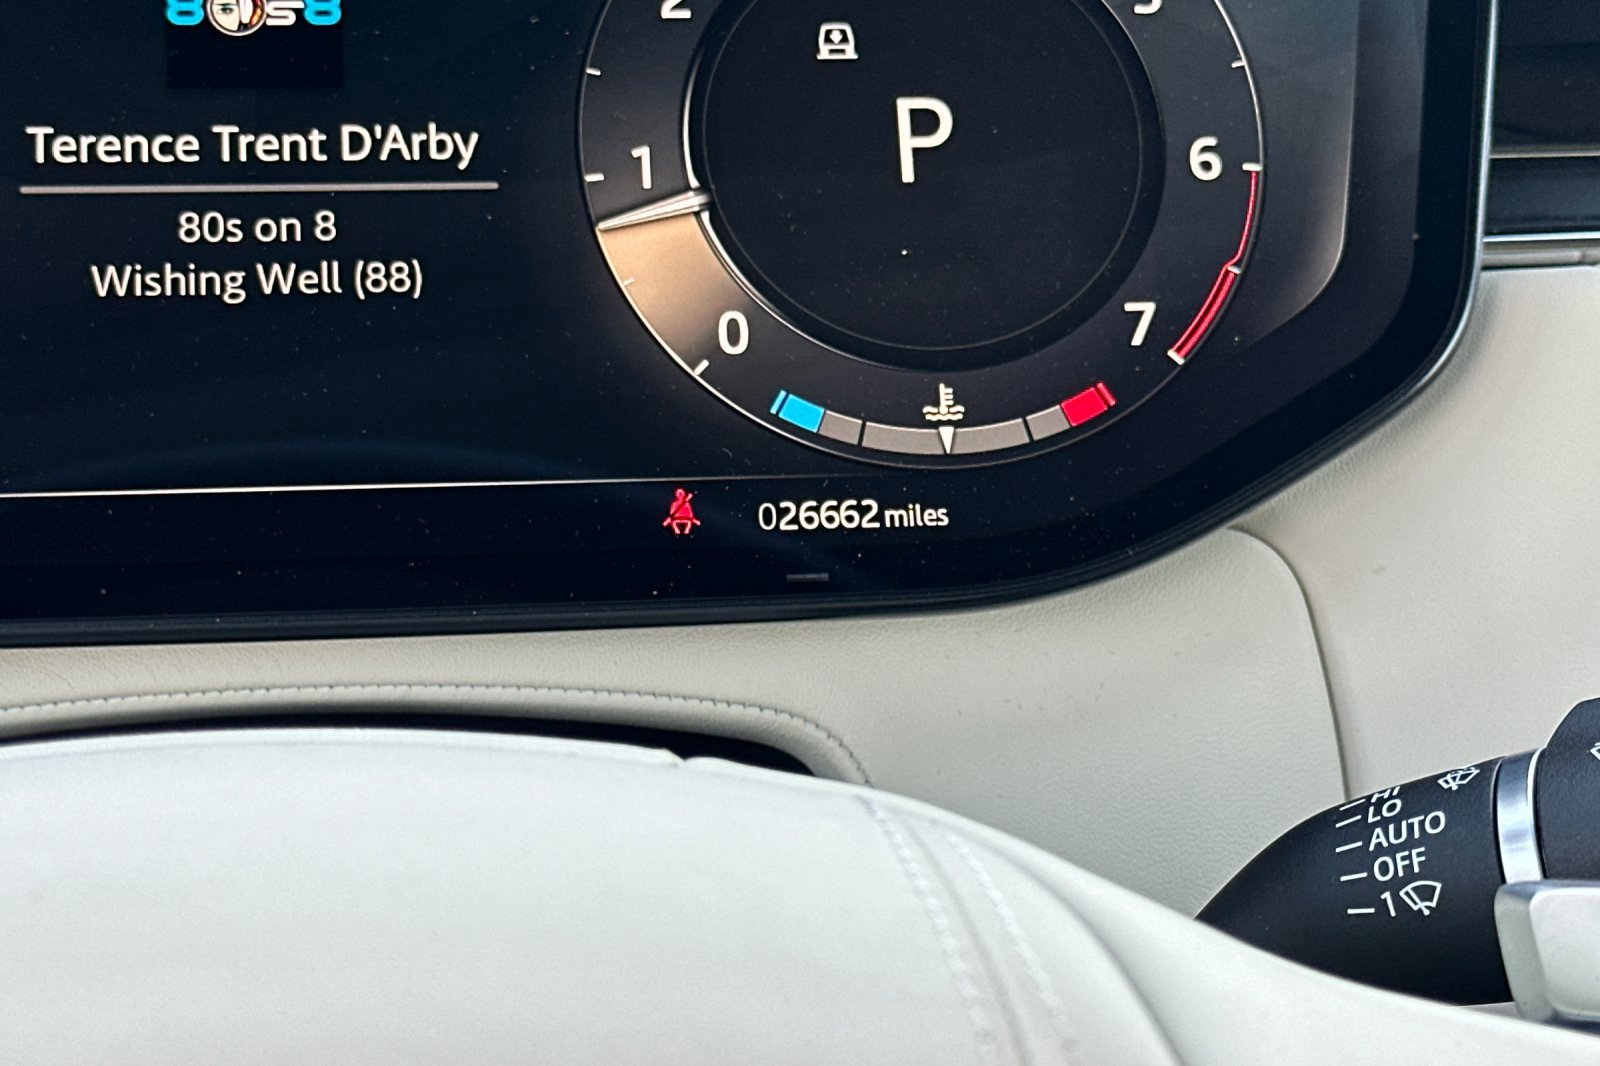 80s8
Terence Trent D'Arby
80s on 8
Wishing Well (88)
2
3
1
6
0
7
P
026662 miles
HI
LO
AUTO
OFF
1